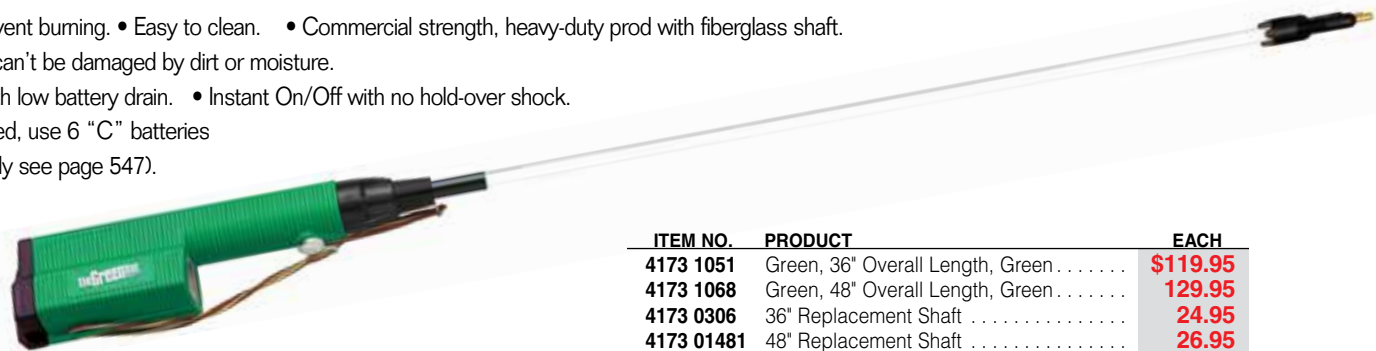 vent burning. • Easy to clean. • Commercial strength, heavy-duty prod with fiberglass shaft.
can't be damaged by dirt or moisture.
h low battery drain. • Instant On/Off with no hold-over shock.
ed, use 6 “C” batteries
ly see page 547).
ITEM NO. PRODUCT EACH
4173 1051 Green, 36" Overall Length, Green . . . . . . . $119.95
4173 1068 Green, 48" Overall Length, Green . . . . . . . 129.95
4173 0306 36" Replacement Shaft . . . . . . . . . . . . . . . 24.95
4173 01481 48" Replacement Shaft . . . . . . . . . . . . . . . 26.95